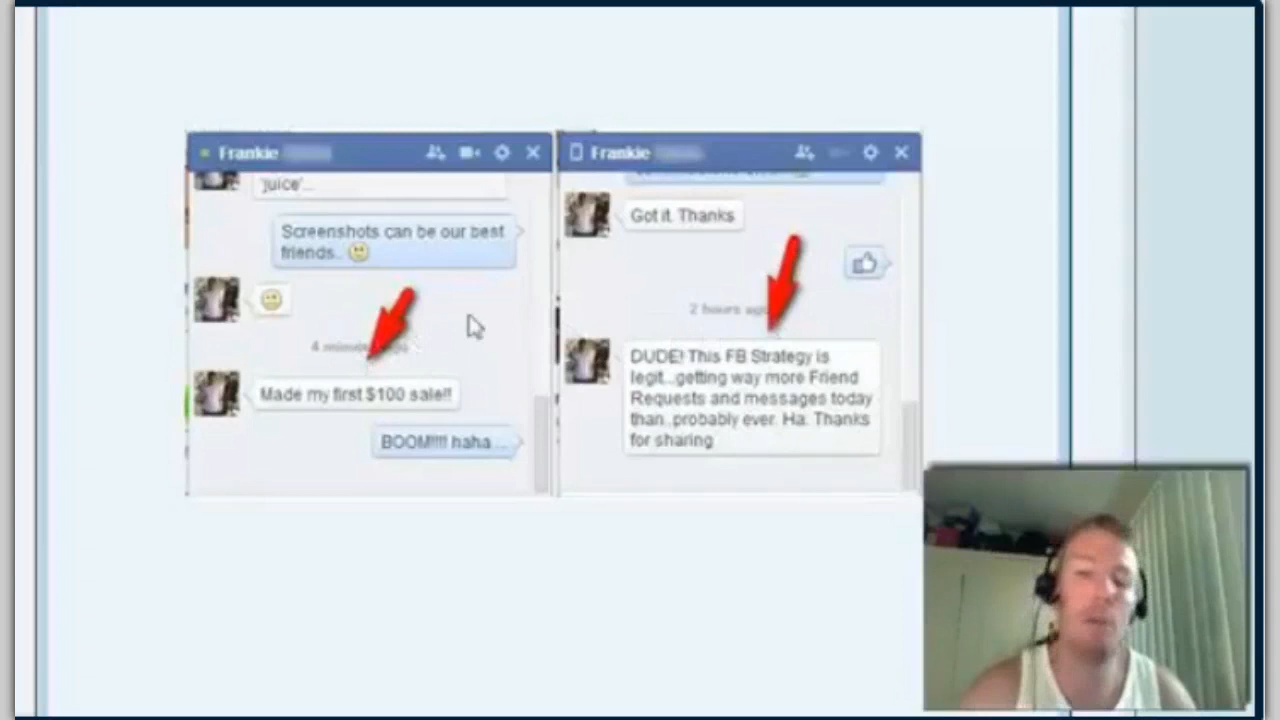 Frankie
'juice'...
Screenshots can be our best
friends..
Made my first $100 sale!!
BOOM!!!! haha ...
Frankie
Got it. Thanks
2 hours ago
DUDE! This FB Strategy is
legit...getting way more Friend
Requests and messages today
than..probably ever. Ha. Thanks
for sharing